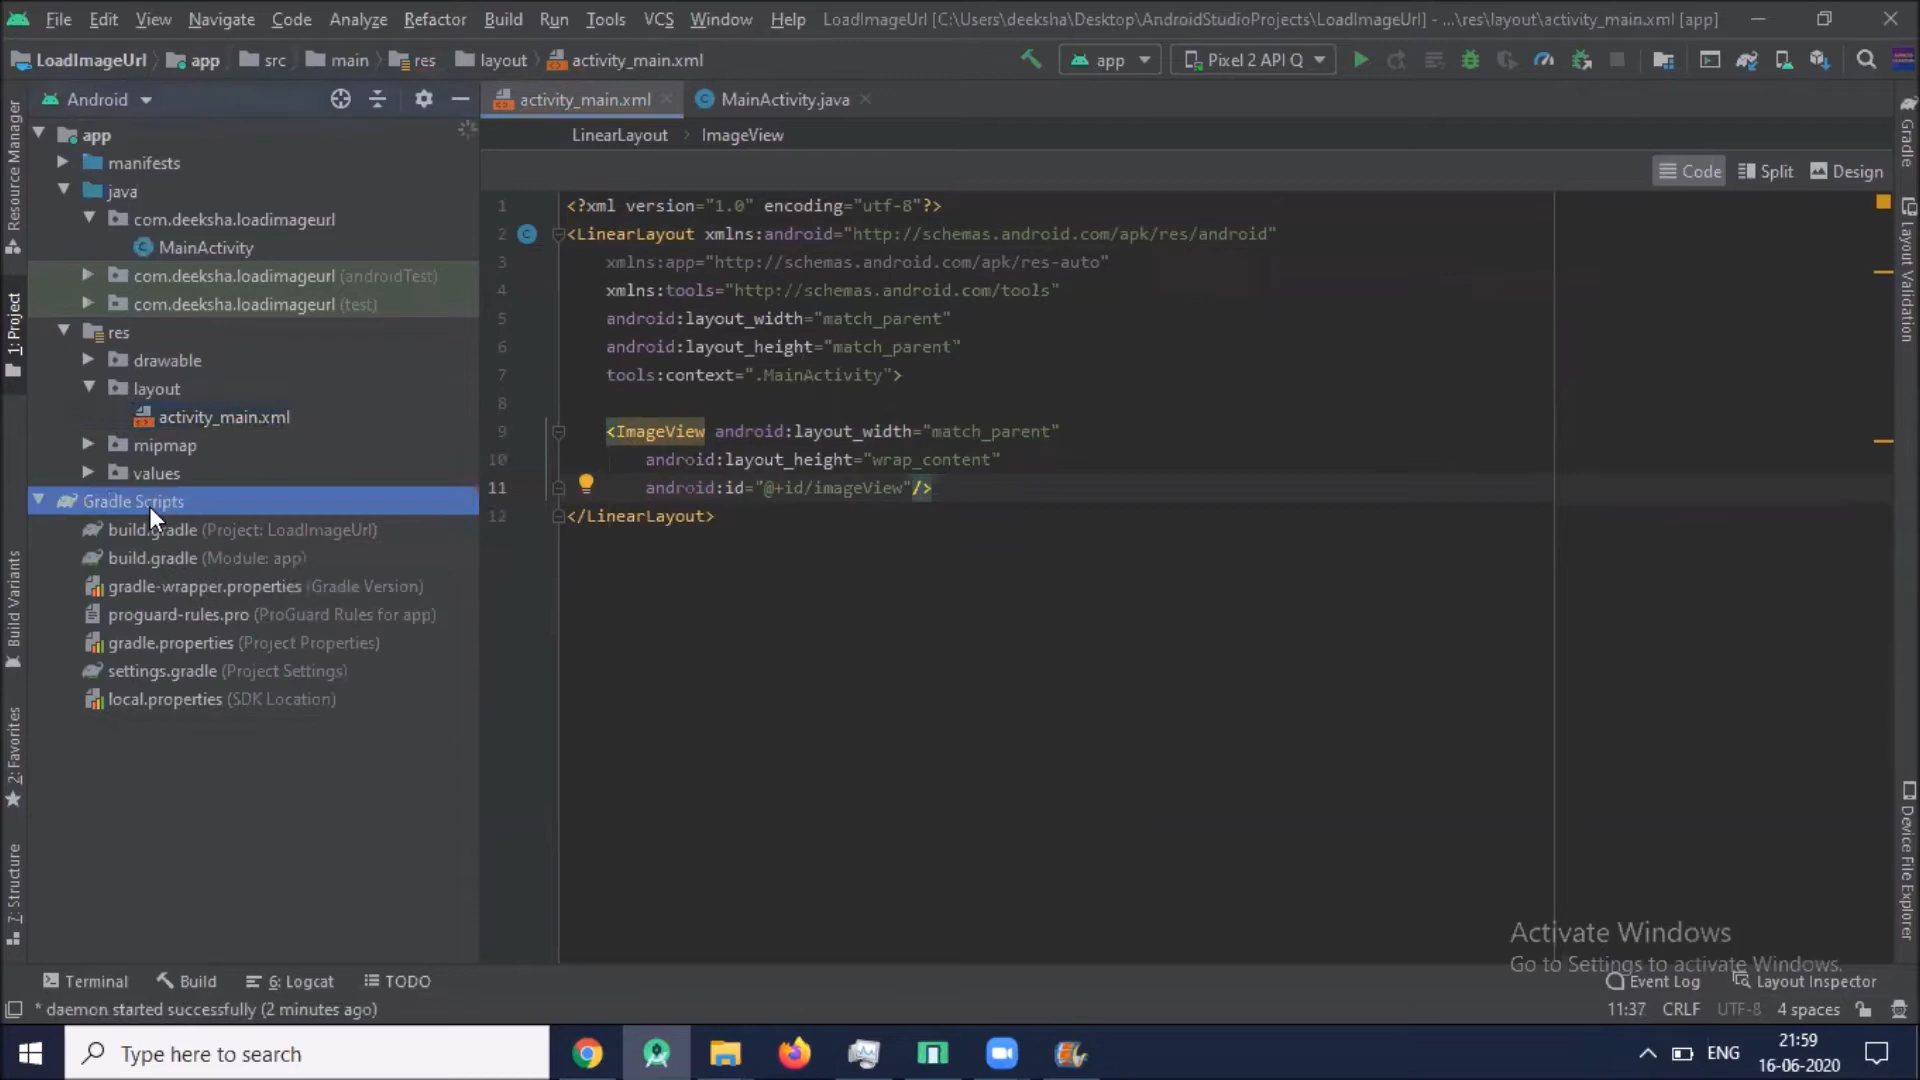 File Edit View Navigate Code Analyze Refactor Build Run Tools VCS Window Help LoadImageUrl [C:\Users\deeksha\Desktop\AndroidStudioProjects\LoadImageUrl] - ...\res\layout\activity_main.xml [app]
LoadImageUrl app src main res layout activity_main.xml app Pixel 2 API Q
Android
activity_main.xml
MainActivity.java
LinearLayout ImageView
Code Split Design
Resource Manager
1: Project
Build Variants
2: Favorites
7: Structure
app
manifests
java
com.deeksha.loadimageurl
MainActivity
com.deeksha.loadimageurl (androidTest)
com.deeksha.loadimageurl (test)
res
drawable
layout
activity_main.xml
mipmap
values
Gradle Scripts
build.gradle (Project: LoadImageUrl)
build.gradle (Module: app)
gradle-wrapper.properties (Gradle Version)
proguard-rules.pro (ProGuard Rules for app)
gradle.properties (Project Properties)
settings.gradle (Project Settings)
local.properties (SDK Location)
1 <?xml version="1.0" encoding="utf-8"?>
2 <LinearLayout xmlns:android="http://schemas.android.com/apk/res/android"
3 xmlns:app="http://schemas.android.com/apk/res-auto"
4 xmlns:tools="http://schemas.android.com/tools"
5 android:layout_width="match_parent"
6 android:layout_height="match_parent"
7 tools:context=".MainActivity">
8
9 <ImageView android:layout_width="match_parent"
10 android:layout_height="wrap_content"
11 android:id="@+id/imageView"/>
12 </LinearLayout>
Gradle
Layout Validation
Device File Explorer
Activate Windows
Go to Settings to activate Windows.
Terminal Build 6: Logcat TODO Event Log Layout Inspector
* daemon started successfully (2 minutes ago) 11:37 CRLF UTF-8 4 spaces
Type here to search
ENG
21:59
16-06-2020